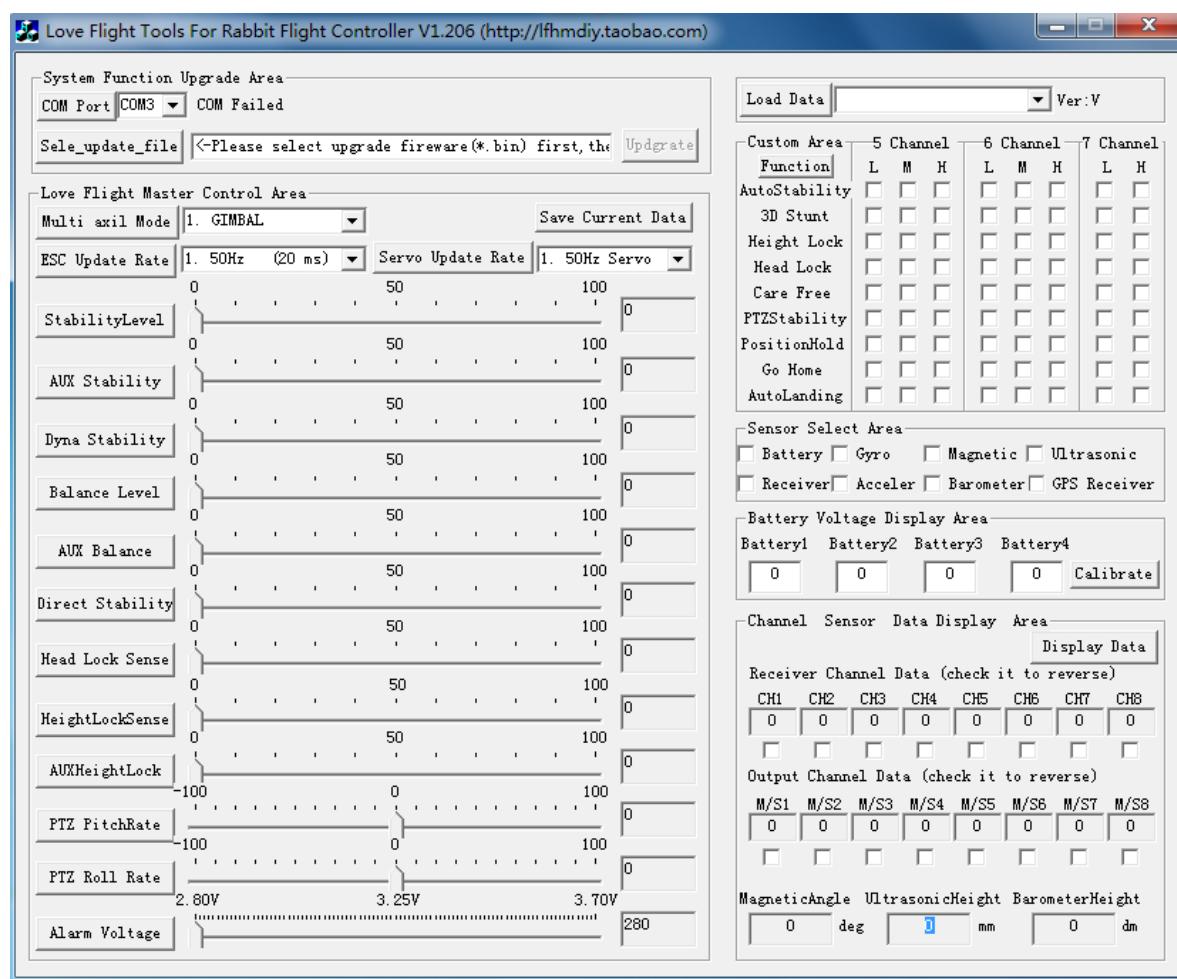 Love Flight Tools For Rabbit Flight Controller V1.206 (http://lfhmdiy.taobao.com)
System Function Upgrade Area
COM Port COM3 COM Failed
Sele_update_file <-Please select upgrade fireware(*.bin) first, the Updgrate
Love Flight Master Control Area
Multi axil Mode 1. GIMBAL Save Current Data
ESC Update Rate 1. 50Hz (20 ms) Servo Update Rate 1. 50Hz Servo
0 50 100
StabilityLevel 0
0 50 100
AUX Stability 0
0 50 100
Dyna Stability 0
0 50 100
Balance Level 0
0 50 100
AUX Balance 0
0 50 100
Direct Stability 0
0 50 100
Head Lock Sense 0
0 50 100
HeightLockSense 0
0 50 100
AUXHeightLock 0
-100 0 100
PTZ PitchRate 0
-100 0 100
PTZ Roll Rate 0
2.80V 3.25V 3.70V
Alarm Voltage 280
Load Data Ver:V
Custom Area 5 Channel 6 Channel 7 Channel
Function L M H L M H L H
AutoStability
3D Stunt
Height Lock
Head Lock
Care Free
PTZStability
PositionHold
Go Home
AutoLanding
Sensor Select Area
Battery Gyro Magnetic Ultrasonic
Receiver Acceler Barometer GPS Receiver
Battery Voltage Display Area
Battery1 Battery2 Battery3 Battery4
0 0 0 0 Calibrate
Channel Sensor Data Display Area
Display Data
Receiver Channel Data (check it to reverse)
CH1 CH2 CH3 CH4 CH5 CH6 CH7 CH8
0 0 0 0 0 0 0 0
Output Channel Data (check it to reverse)
M/S1 M/S2 M/S3 M/S4 M/S5 M/S6 M/S7 M/S8
0 0 0 0 0 0 0 0
MagneticAngle UltrasonicHeight BarometerHeight
0 deg 0 mm 0 dm